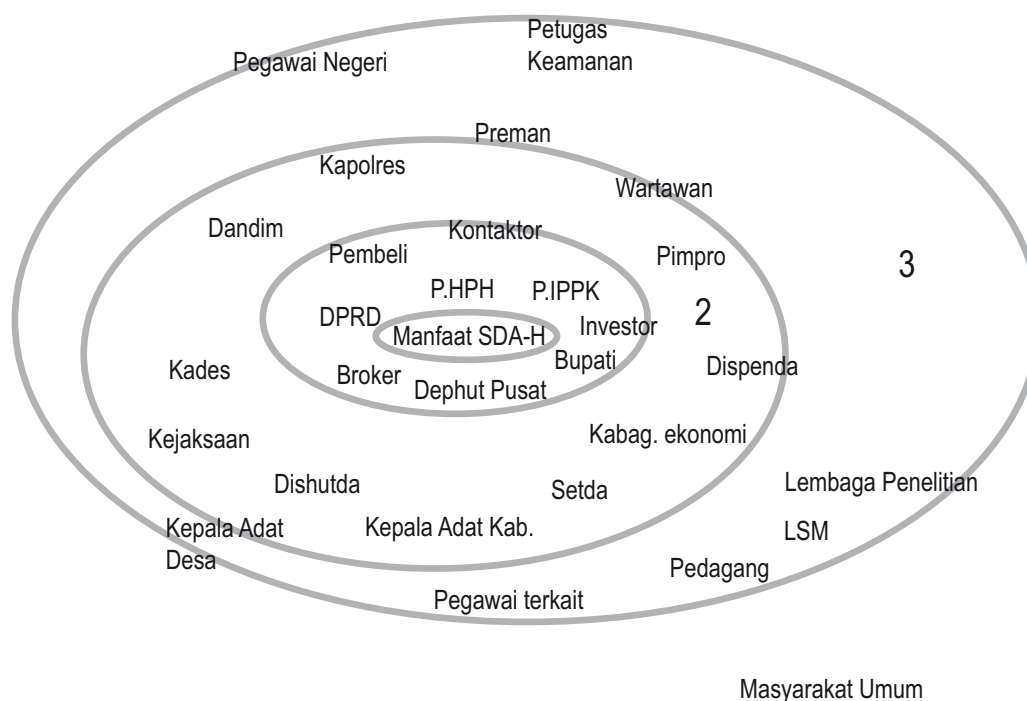 Petugas
Keamanan
Pegawai Negeri
Preman
Kapolres
Wartawan
Dandim
Kontaktor
Pembeli
Pimpro
3
P.HPH
P.IPPK
DPRD
2
Investor
Manfaat SDA-H
Bupati
Dispenda
Kades
Broker
Dephut Pusat
Kejaksaan
Kabag. ekonomi
Dishutda
Setda
Lembaga Penelitian
Kepala Adat
Desa
Kepala Adat Kab.
LSM
Pedagang
Pegawai terkait
Masyarakat Umum